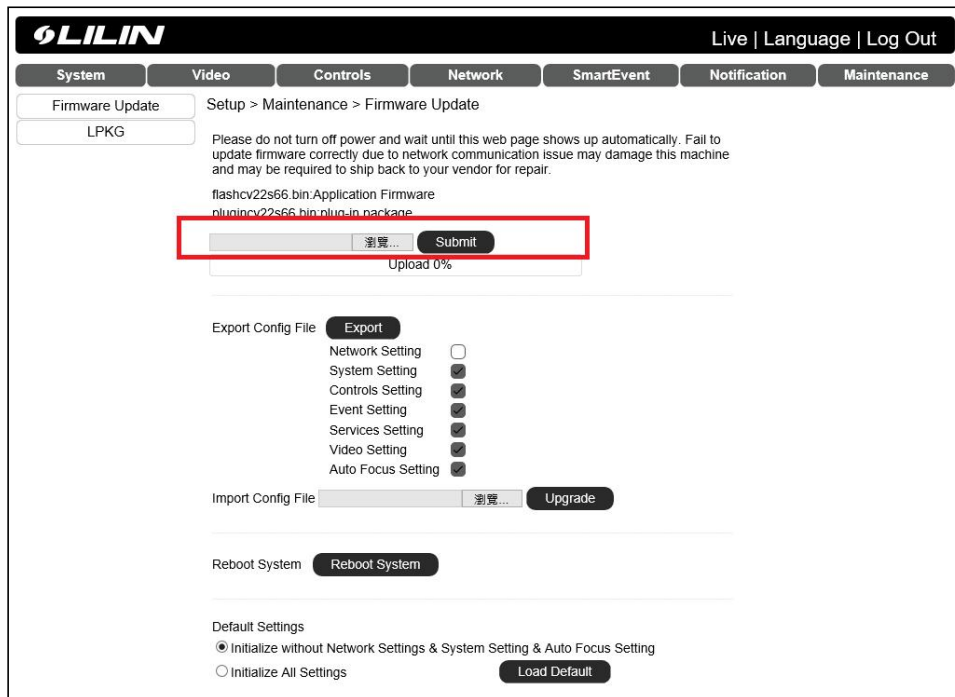 LILIN
Live | Language | Log Out
System Video Controls Network SmartEvent Notification Maintenance
Firmware Update
LPKG
Setup > Maintenance > Firmware Update
Please do not turn off power and wait until this web page shows up automatically. Fail to
update firmware correctly due to network communication issue may damage this machine
and may be required to ship back to your vendor for repair.
flashcv22s66.bin:Application Firmware
plugincv22s66.bin:plug-in package
瀏覽... Submit
Upload 0%
Export Config File Export
Network Setting
System Setting
Controls Setting
Event Setting
Services Setting
Video Setting
Auto Focus Setting
Import Config File 瀏覽... Upgrade
Reboot System Reboot System
Default Settings
Initialize without Network Settings & System Setting & Auto Focus Setting
Initialize All Settings Load Default